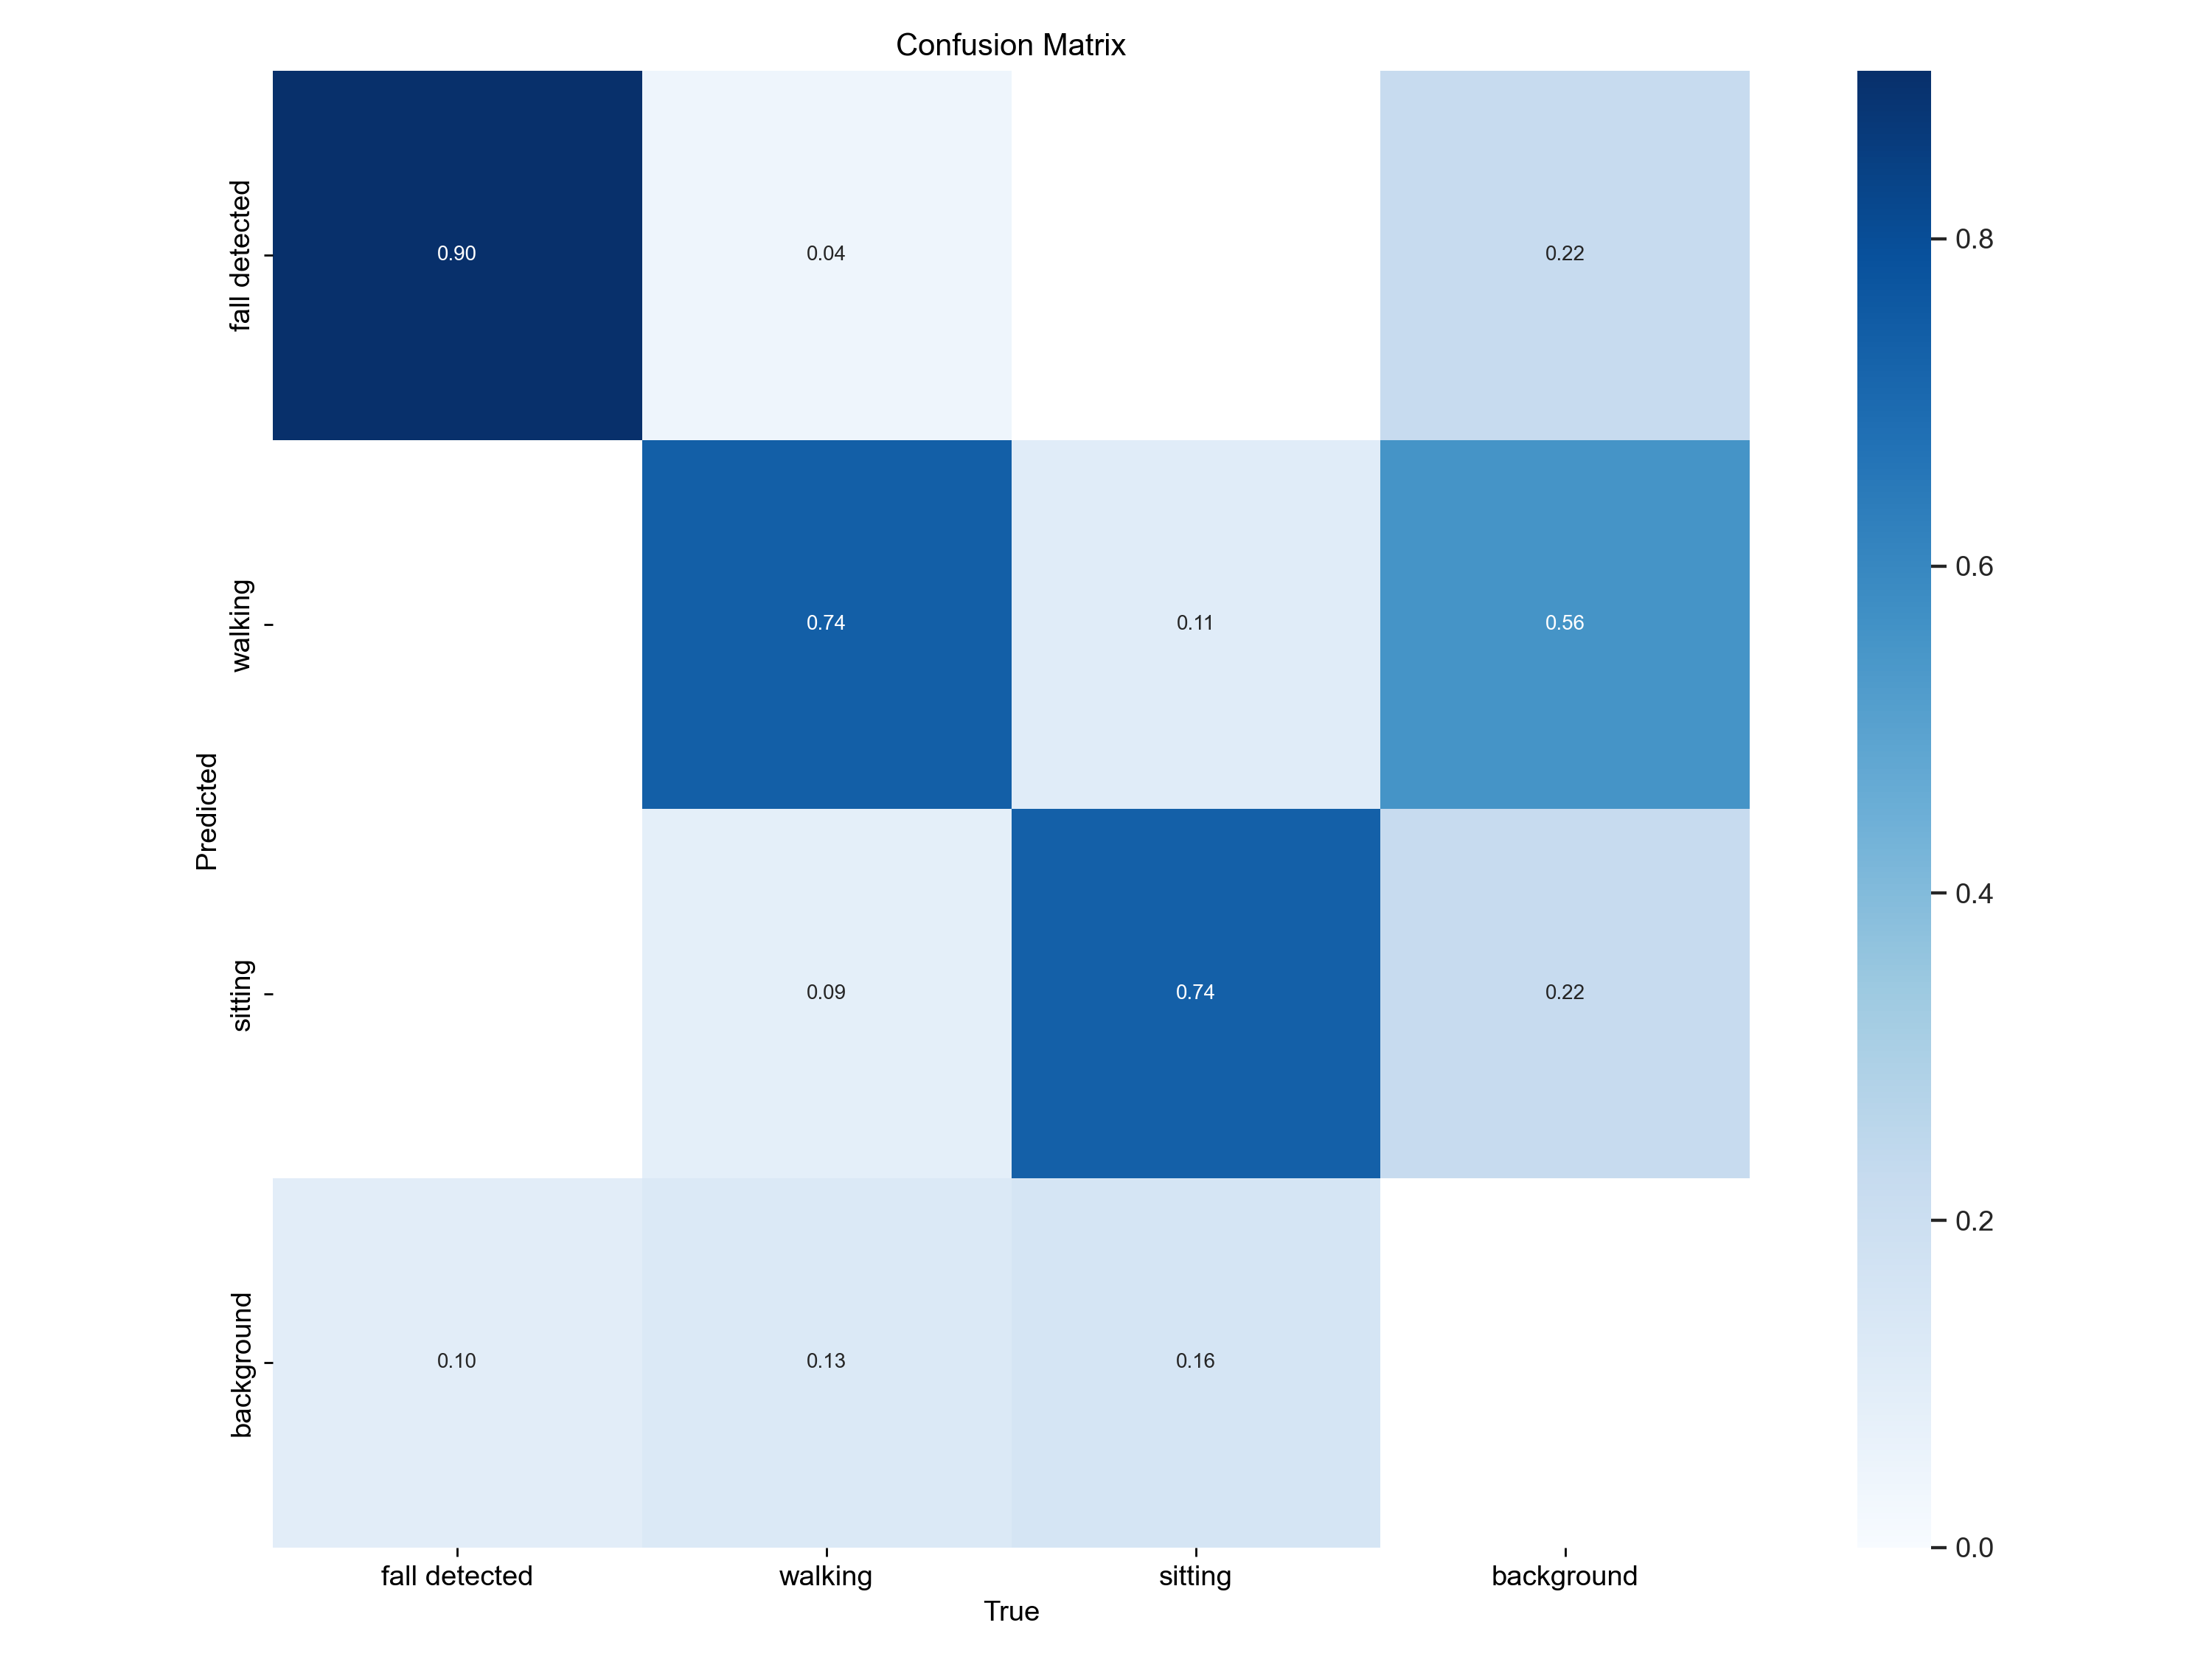 Confusion Matrix
fall detected
0.90
0.04
0.22
0.8
walking
0.74
0.11
0.56
0.6
Predicted
0.4
sitting
0.09
0.74
0.22
0.2
background
0.10
0.13
0.16
0.0
fall detected
walking
sitting
background
True